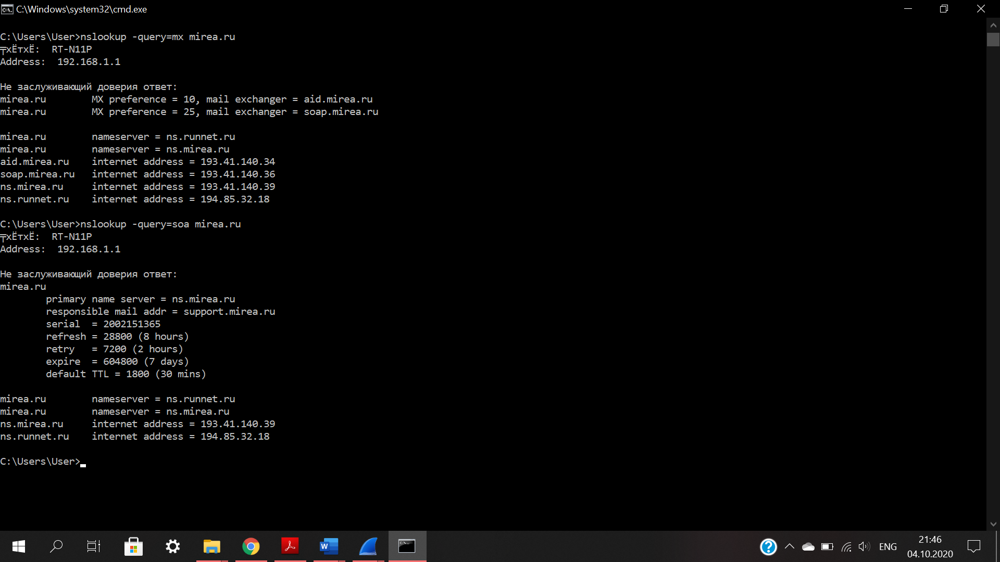 C:\Windows\system32\cmd.exe
C:\Users\User>nslookup -query=mx mirea.ru
╤хЁтхЁ:  RT-N11P
Address:  192.168.1.1
Не заслуживающий доверия ответ:
mirea.ru        MX preference = 10, mail exchanger = aid.mirea.ru
mirea.ru        MX preference = 25, mail exchanger = soap.mirea.ru
mirea.ru        nameserver = ns.runnet.ru
mirea.ru        nameserver = ns.mirea.ru
aid.mirea.ru    internet address = 193.41.140.34
soap.mirea.ru   internet address = 193.41.140.36
ns.mirea.ru     internet address = 193.41.140.39
ns.runnet.ru    internet address = 194.85.32.18
C:\Users\User>nslookup -query=soa mirea.ru
╤хЁтхЁ:  RT-N11P
Address:  192.168.1.1
Не заслуживающий доверия ответ:
mirea.ru
        primary name server = ns.mirea.ru
        responsible mail addr = support.mirea.ru
        serial  = 2002151365
        refresh = 28800 (8 hours)
        retry   = 7200 (2 hours)
        expire  = 604800 (7 days)
        default TTL = 1800 (30 mins)
mirea.ru        nameserver = ns.runnet.ru
mirea.ru        nameserver = ns.mirea.ru
ns.mirea.ru     internet address = 193.41.140.39
ns.runnet.ru    internet address = 194.85.32.18
C:\Users\User>
ENG
21:46
04.10.2020